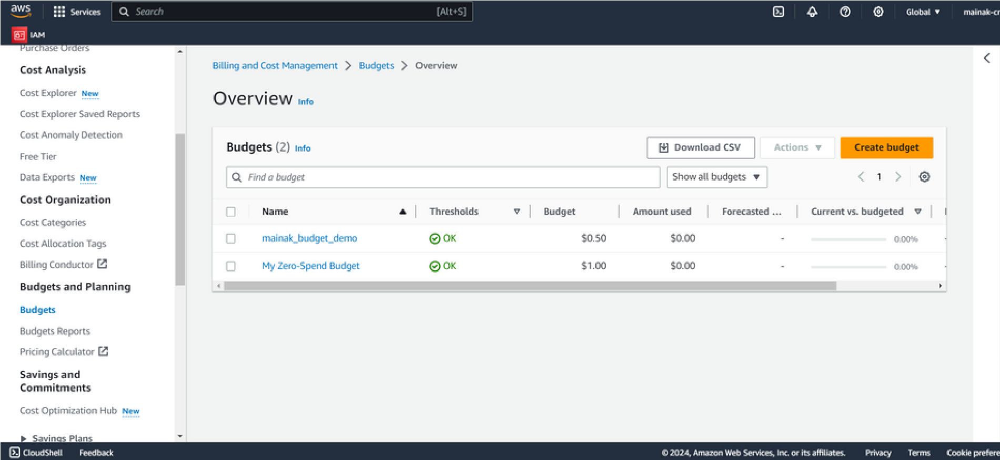 aws Services Search [Alt+S] Global mainak-cr
IAM
Purchase Orders
Cost Analysis
Cost Explorer New
Cost Explorer Saved Reports
Cost Anomaly Detection
Free Tier
Data Exports New
Cost Organization
Cost Categories
Cost Allocation Tags
Billing Conductor
Budgets and Planning
Budgets
Budgets Reports
Pricing Calculator
Savings and
Commitments
Cost Optimization Hub New
Savings Plans
Billing and Cost Management > Budgets > Overview
Overview Info
Budgets (2) Info Download CSV Actions Create budget
Find a budget Show all budgets 1
Name Thresholds Budget Amount used Forecasted ... Current vs. budgeted
mainak_budget_demo OK $0.50 $0.00 - 0.00%
My Zero-Spend Budget OK $1.00 $0.00 - 0.00%
CloudShell Feedback © 2024, Amazon Web Services, Inc. or its affiliates. Privacy Terms Cookie prefere